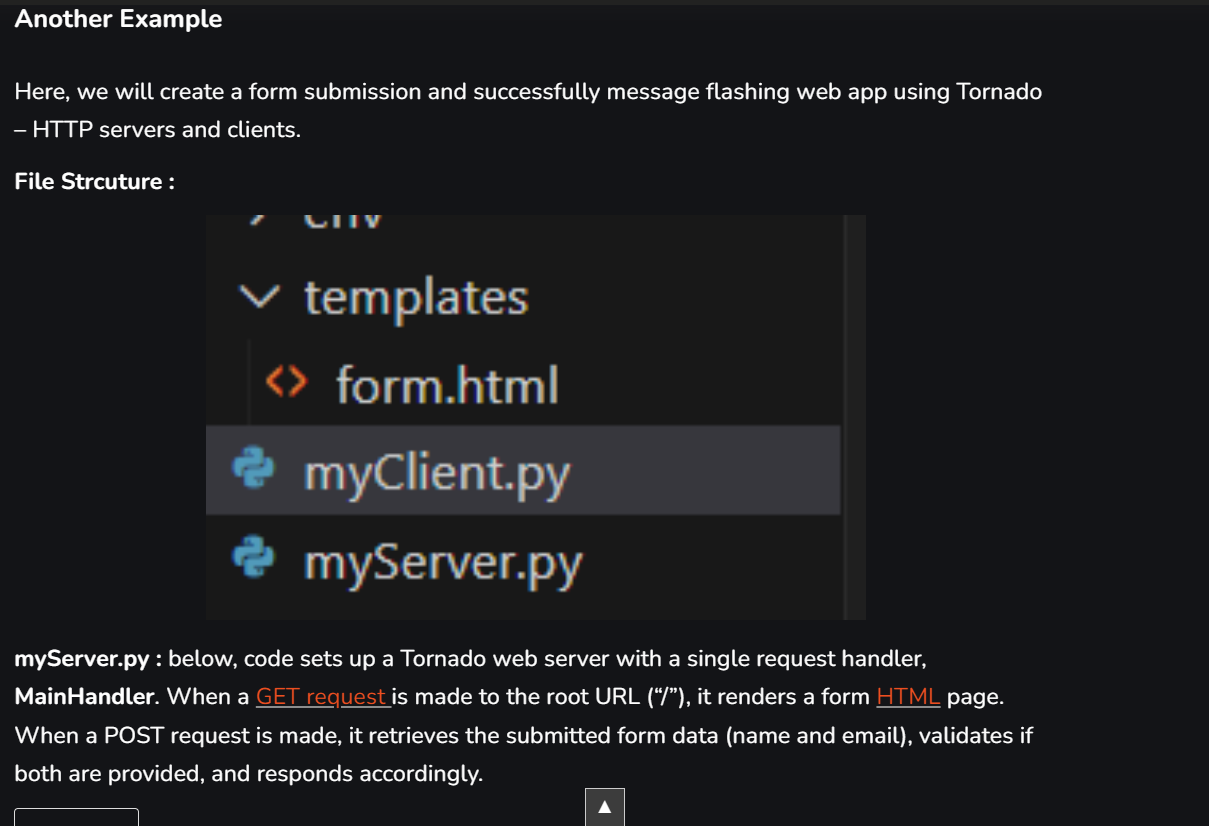 Another Example
Here, we will create a form submission and successfully message flashing web app using Tornado
– HTTP servers and clients.
File Strcuture :
env
templates
<> form.html
myClient.py
myServer.py
myServer.py : below, code sets up a Tornado web server with a single request handler,
MainHandler. When a GET request is made to the root URL (“/”), it renders a form HTML page.
When a POST request is made, it retrieves the submitted form data (name and email), validates if
both are provided, and responds accordingly.